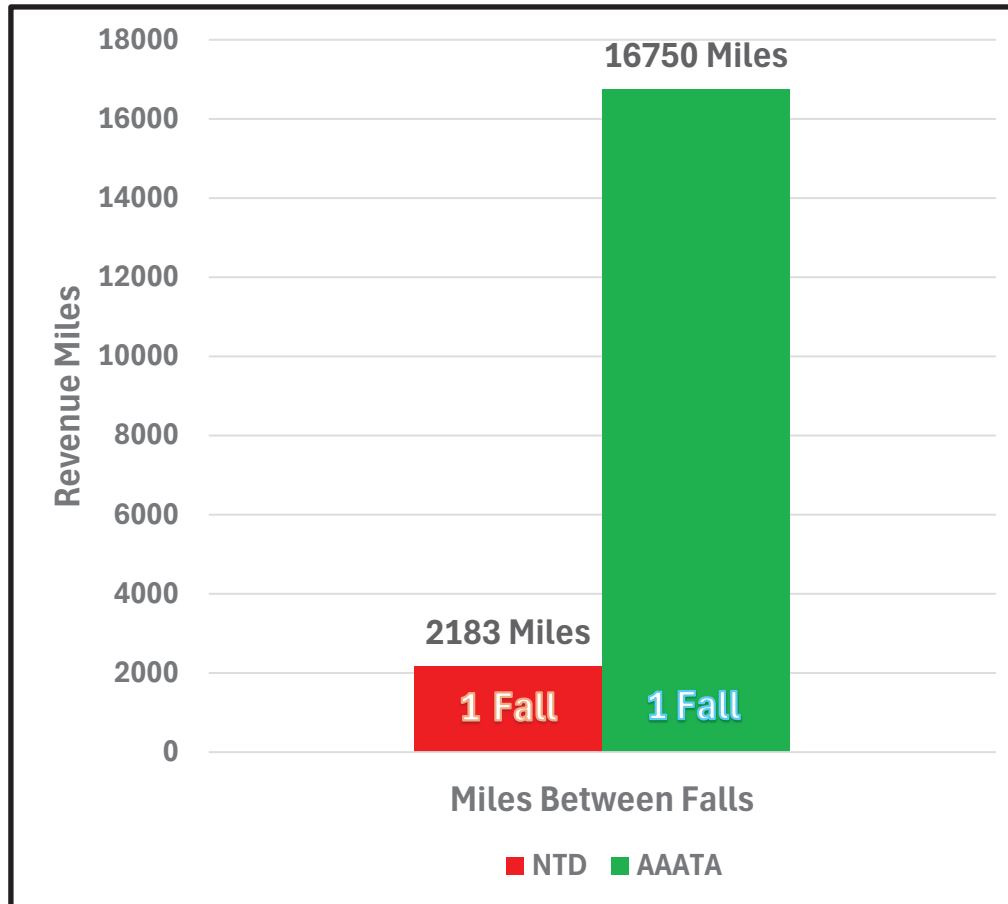 18000
16000
14000
12000
10000
8000
6000
4000
2000
0
Revenue Miles
16750 Miles
2183 Miles
1 Fall
1 Fall
Miles Between Falls
NTD
AAATA